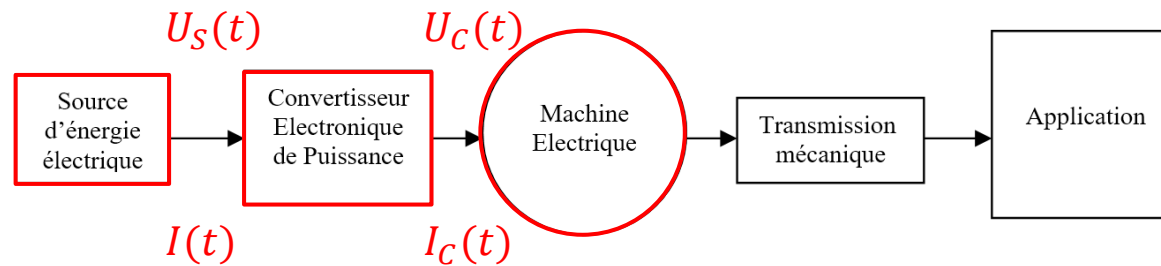 U_S(t)
U_C(t)
Source
d'énergie
électrique
Convertisseur
Electronique
de Puissance
Machine
Electrique
Transmission
mécanique
Application
I(t)
I_C(t)